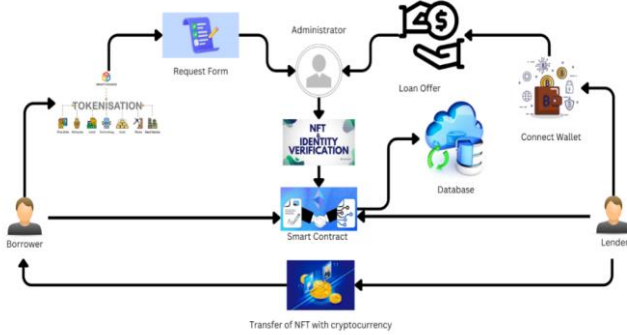 Administrator
Request Form
Loan Offer
TOKENISATION
NFT
&
IDENTITY
VERIFICATION
Connect Wallet
Database
Borrower
Smart Contract
Lender
Transfer of NFT with cryptocurrency